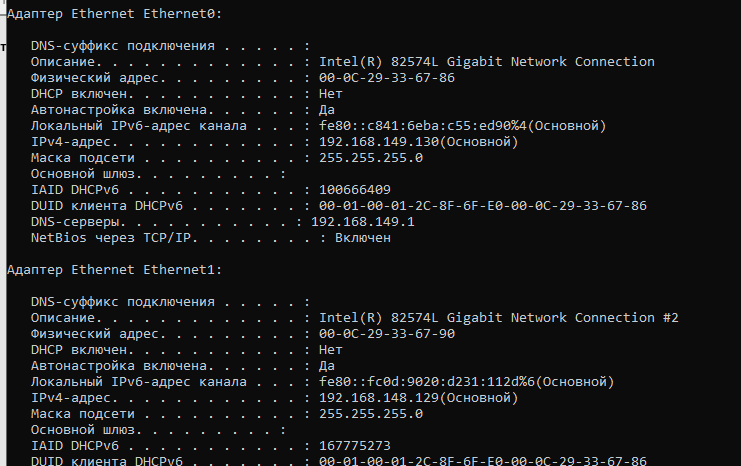 Адаптер Ethernet Ethernet0:
DNS-суффикс подключения . . . . . :
Описание. . . . . . . . . . . . . : Intel(R) 82574L Gigabit Network Connection
Физический адрес. . . . . . . . . : 00-0C-29-33-67-86
DHCP включен. . . . . . . . . . . : Нет
Автонастройка включена. . . . . . : Да
Локальный IPv6-адрес канала . . . : fe80::c841:6eba:c55:ed90%4(Основной)
IPv4-адрес. . . . . . . . . . . . : 192.168.149.130(Основной)
Маска подсети . . . . . . . . . . : 255.255.255.0
Основной шлюз. . . . . . . . . :
IAID DHCPv6 . . . . . . . . . . . : 100666409
DUID клиента DHCPv6 . . . . . . . : 00-01-00-01-2C-8F-6F-E0-00-0C-29-33-67-86
DNS-серверы. . . . . . . . . . . : 192.168.149.1
NetBios через TCP/IP. . . . . . . . : Включен
Адаптер Ethernet Ethernet1:
DNS-суффикс подключения . . . . . :
Описание. . . . . . . . . . . . . : Intel(R) 82574L Gigabit Network Connection #2
Физический адрес. . . . . . . . . : 00-0C-29-33-67-90
DHCP включен. . . . . . . . . . . : Нет
Автонастройка включена. . . . . . : Да
Локальный IPv6-адрес канала . . . : fe80::fc0d:9020:d231:112d%6(Основной)
IPv4-адрес. . . . . . . . . . . . : 192.168.148.129(Основной)
Маска подсети . . . . . . . . . . : 255.255.255.0
Основной шлюз. . . . . . . . . :
IAID DHCPv6 . . . . . . . . . . . : 167775273
DUID клиента DHCPv6 . . . . . . . : 00-01-00-01-2C-8F-6F-E0-00-0C-29-33-67-86